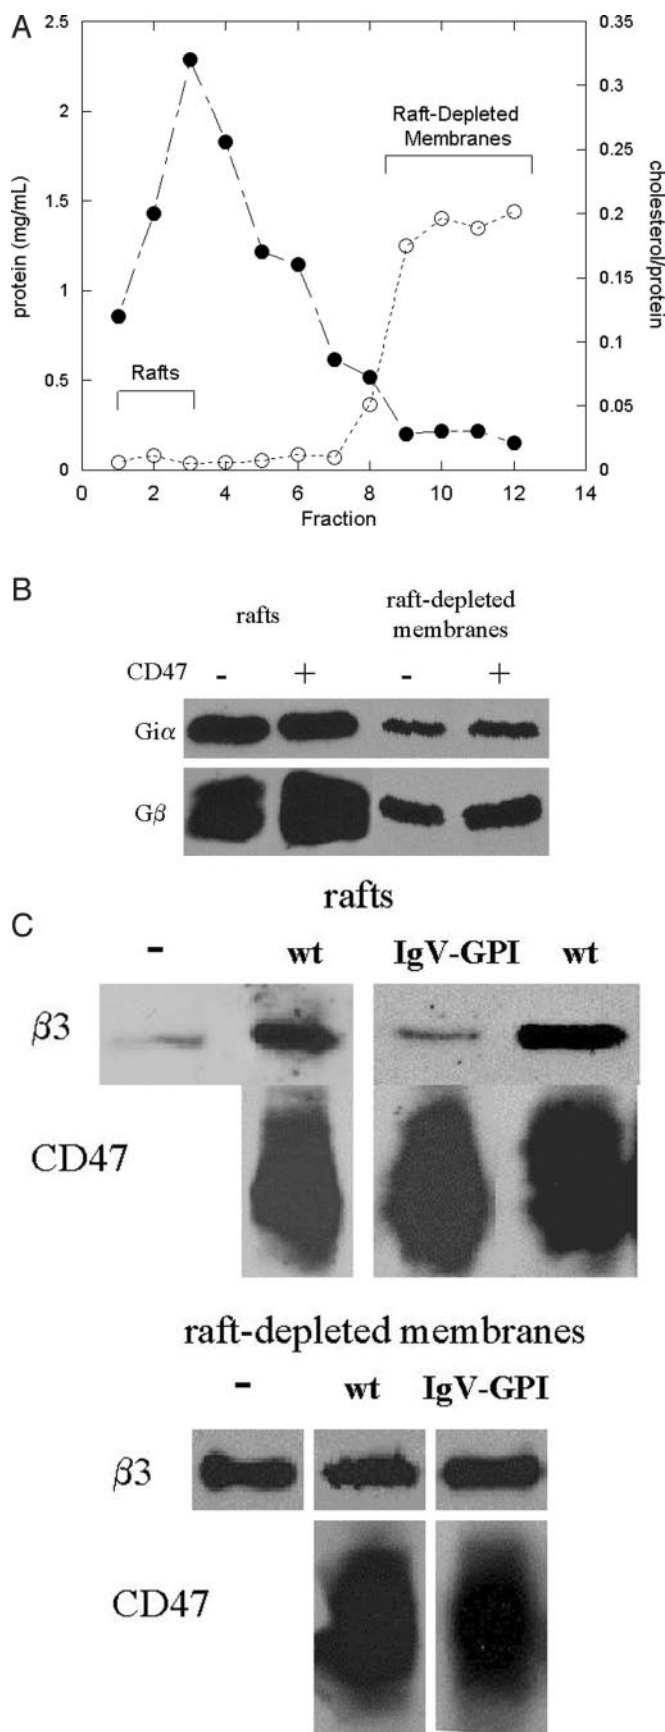 A
2.5
2
1.5
1
0.5
0
protein (mg/mL)
0.35
0.3
0.25
0.2
0.15
0.1
0.05
0
cholesterol/protein
Raft-Depleted
Membranes
Rafts
0 2 4 6 8 10 12 14
Fraction
B
rafts
raft-depleted
membranes
CD47 - + - +
Giα
Gβ
rafts
C
- wt IgV-GPI wt
β3
CD47
raft-depleted membranes
- wt IgV-GPI
β3
CD47